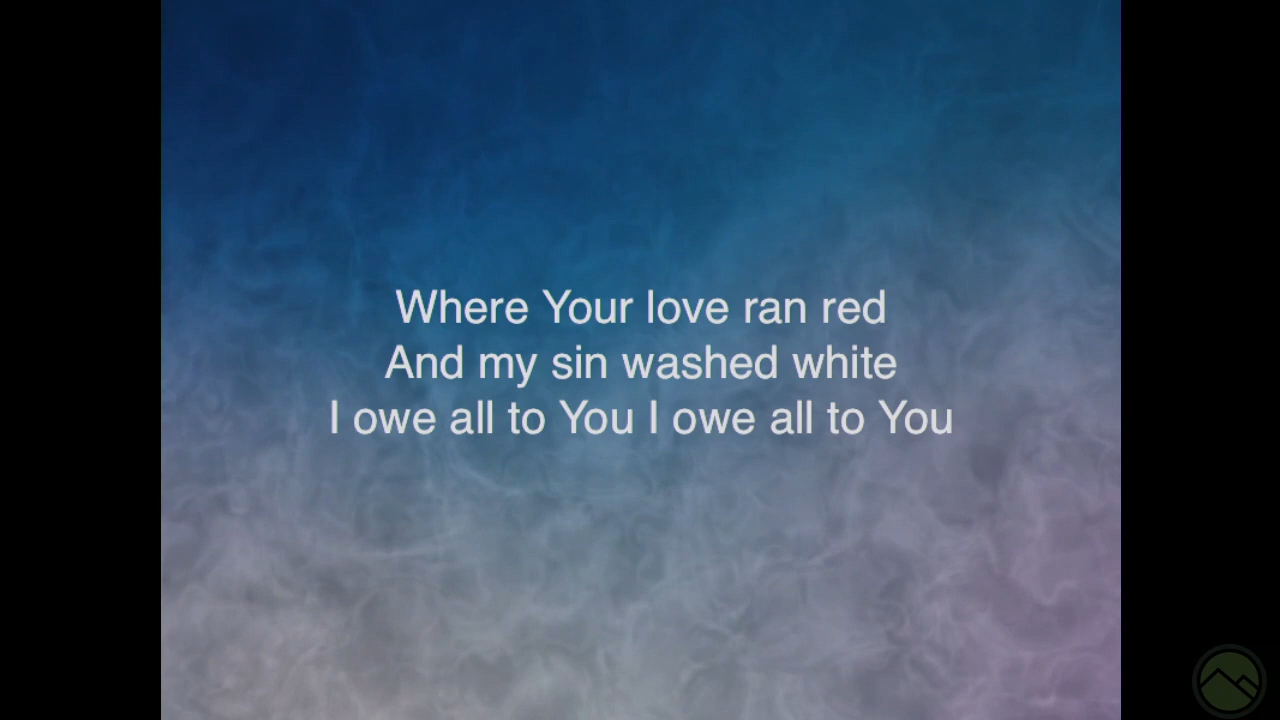 Where Your love ran red
And my sin washed white
I owe all to You I owe all to You